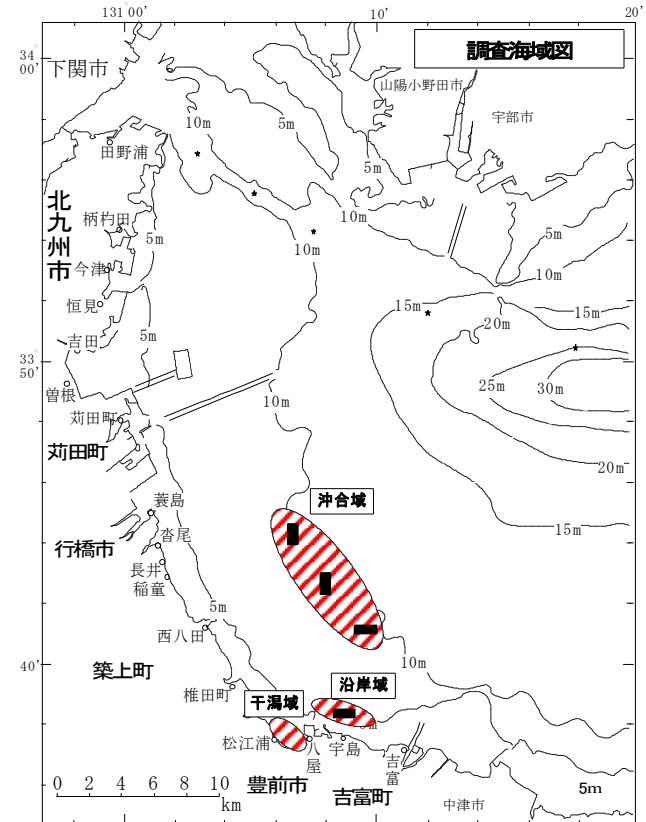 131 00'
10'
20'
34
00'
調査海域図
下関市
山陽小野田市
宇部市
10m
5m
田野浦
5m
北九州市
柄杓田
5m
10m
10m
5m
10m
今津
恒見
15m
15m
5m
20m
吉田
33
50'
25m
30m
曽根
10m
苅田町
苅田町
20m
沖合域
蓑島
15m
行橋市
沓尾
長井
稲童
5m
西八田
40'
10m
築上町
沿岸域
椎田町
干潟域
5m
松江浦
八屋
宇島
吉富
豊前市
吉富町
5m
中津市
0 2 4 6 8 10
km